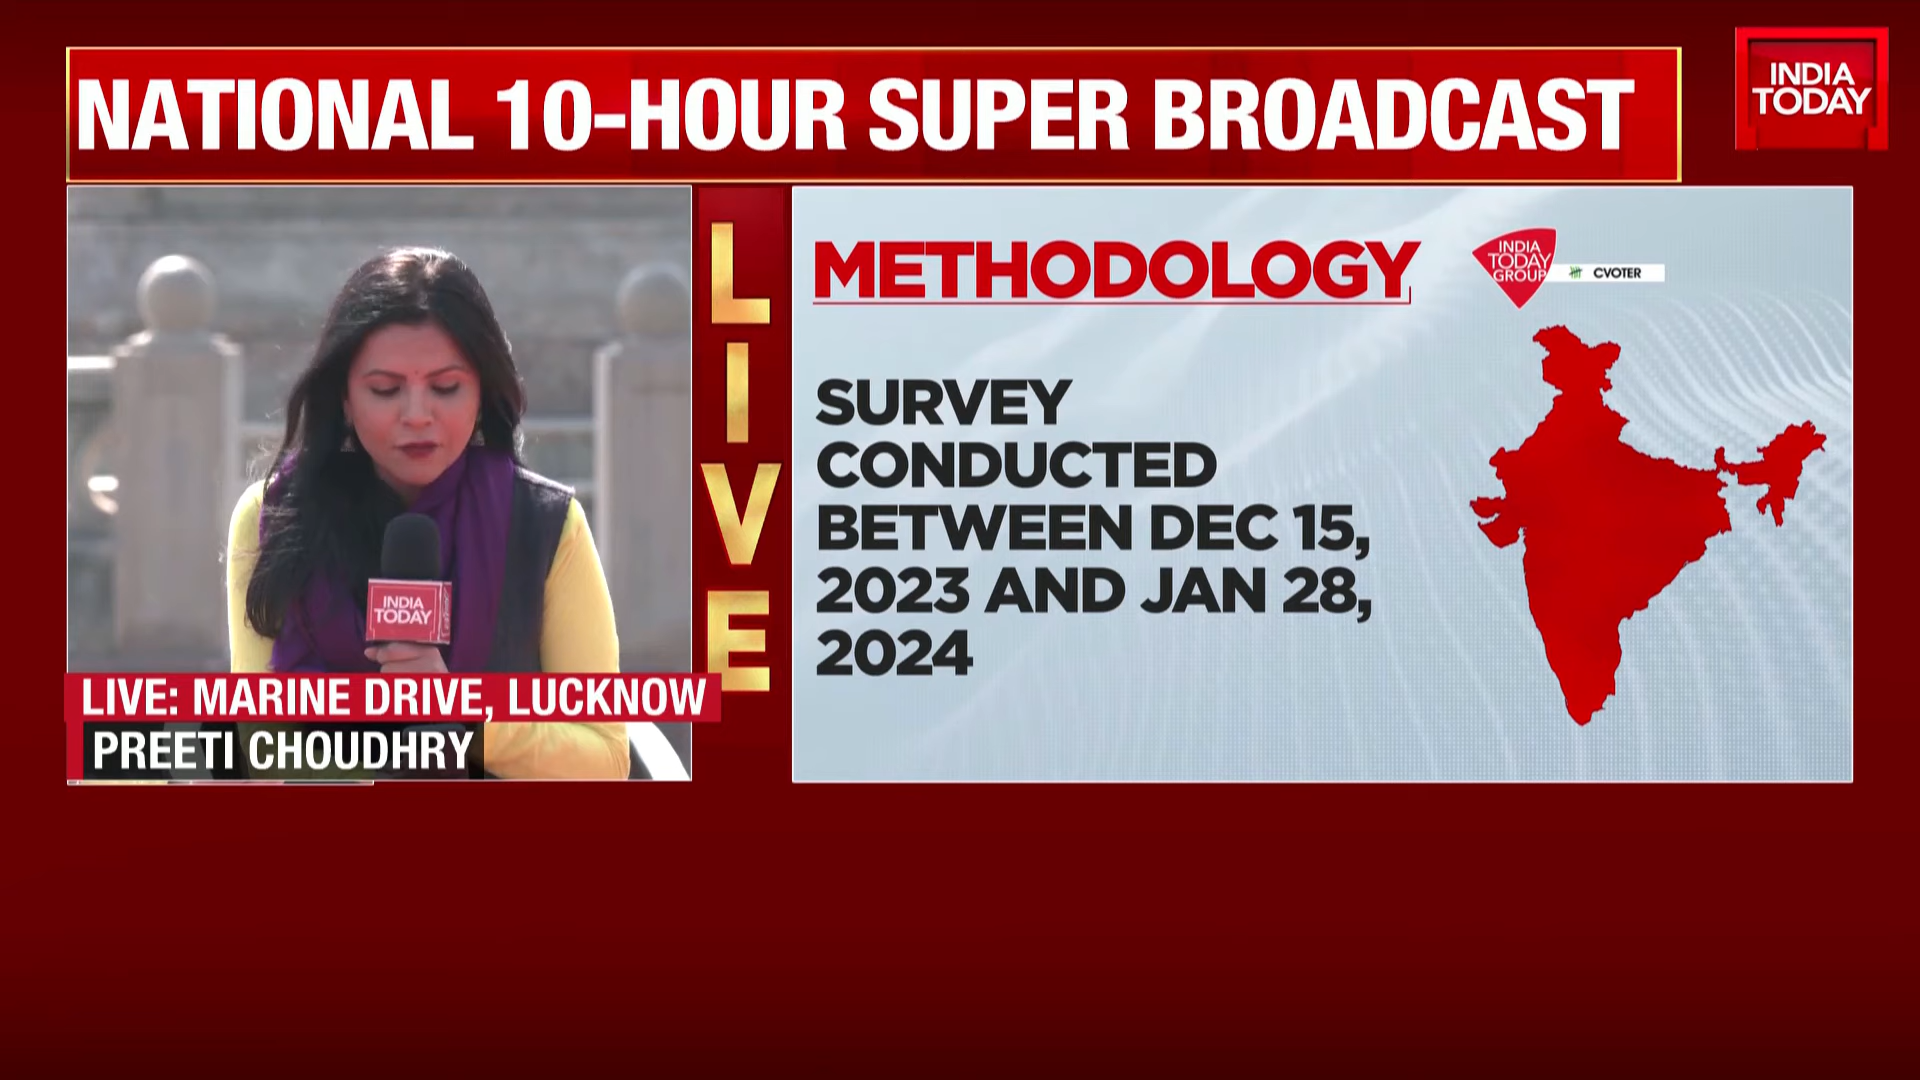 NATIONAL 10-HOUR SUPER BROADCAST
INDIA
TODAY
LIVE
METHODOLOGY
INDIA
TODAY
GROUP
CVOTER
SURVEY
CONDUCTED
BETWEEN DEC 15,
2023 AND JAN 28,
2024
INDIA
TODAY
LIVE: MARINE DRIVE, LUCKNOW
PREETI CHOUDHRY